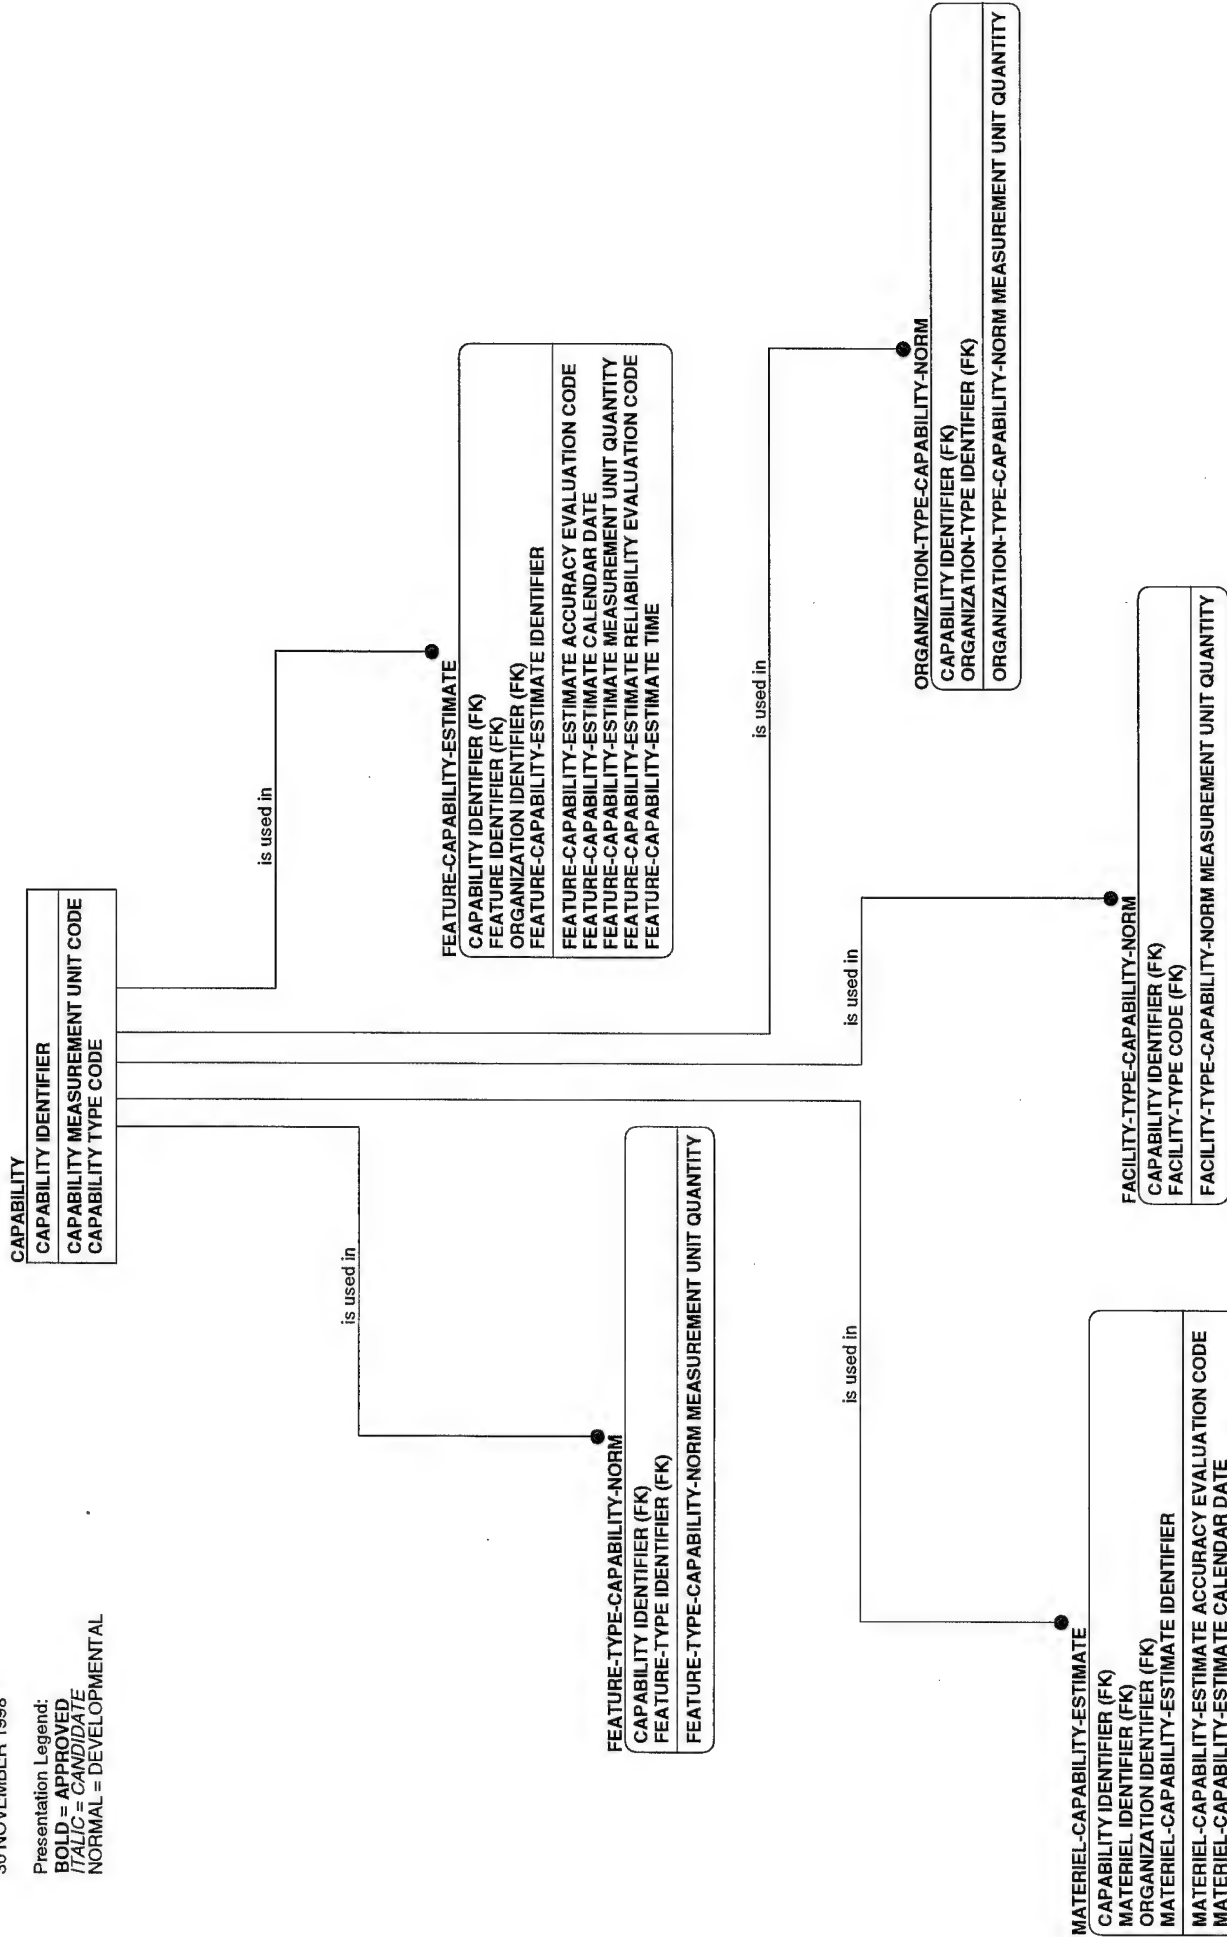 30 NOVEMBER 1998
Presentation Legend:
BOLD = APPROVED
ITALIC = CANDIDATE
NORMAL = DEVELOPMENTAL
CAPABILITY
CAPABILITY IDENTIFIER
CAPABILITY MEASUREMENT UNIT CODE
CAPABILITY TYPE CODE
is used in
is used in
FEATURE-CAPABILITY-ESTIMATE
CAPABILITY IDENTIFIER (FK)
FEATURE IDENTIFIER (FK)
ORGANIZATION IDENTIFIER (FK)
FEATURE-CAPABILITY-ESTIMATE IDENTIFIER
FEATURE-CAPABILITY-ESTIMATE ACCURACY EVALUATION CODE
FEATURE-CAPABILITY-ESTIMATE CALENDAR DATE
FEATURE-CAPABILITY-ESTIMATE MEASUREMENT UNIT QUANTITY
FEATURE-CAPABILITY-ESTIMATE RELIABILITY EVALUATION CODE
FEATURE-CAPABILITY-ESTIMATE TIME
FEATURE-TYPE-CAPABILITY-NORM
CAPABILITY IDENTIFIER (FK)
FEATURE-TYPE IDENTIFIER (FK)
FEATURE-TYPE-CAPABILITY-NORM MEASUREMENT UNIT QUANTITY
is used in
is used in
is used in
ORGANIZATION-TYPE-CAPABILITY-NORM
CAPABILITY IDENTIFIER (FK)
ORGANIZATION-TYPE IDENTIFIER (FK)
ORGANIZATION-TYPE-CAPABILITY-NORM MEASUREMENT UNIT QUANTITY
MATERIEL-CAPABILITY-ESTIMATE
CAPABILITY IDENTIFIER (FK)
MATERIEL IDENTIFIER (FK)
ORGANIZATION IDENTIFIER (FK)
MATERIEL-CAPABILITY-ESTIMATE IDENTIFIER
MATERIEL-CAPABILITY-ESTIMATE ACCURACY EVALUATION CODE
MATERIEL-CAPABILITY-ESTIMATE CALENDAR DATE
FACILITY-TYPE-CAPABILITY-NORM
CAPABILITY IDENTIFIER (FK)
FACILITY-TYPE CODE (FK)
FACILITY-TYPE-CAPABILITY-NORM MEASUREMENT UNIT QUANTITY